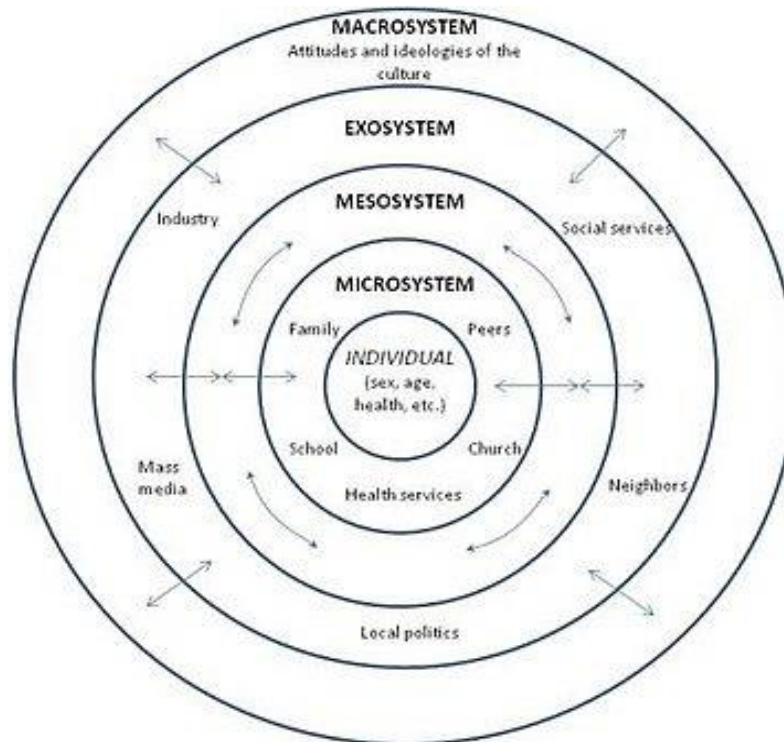 MACROSYSTEM
Attitudes and ideologies of the
culture
EXOSYSTEM
Industry
Social services
MESOSYSTEM
MICROSYSTEM
Family
Peers
INDIVIDUAL
(sex, age,
health, etc.)
School
Church
Mass
media
Health services
Neighbors
Local politics